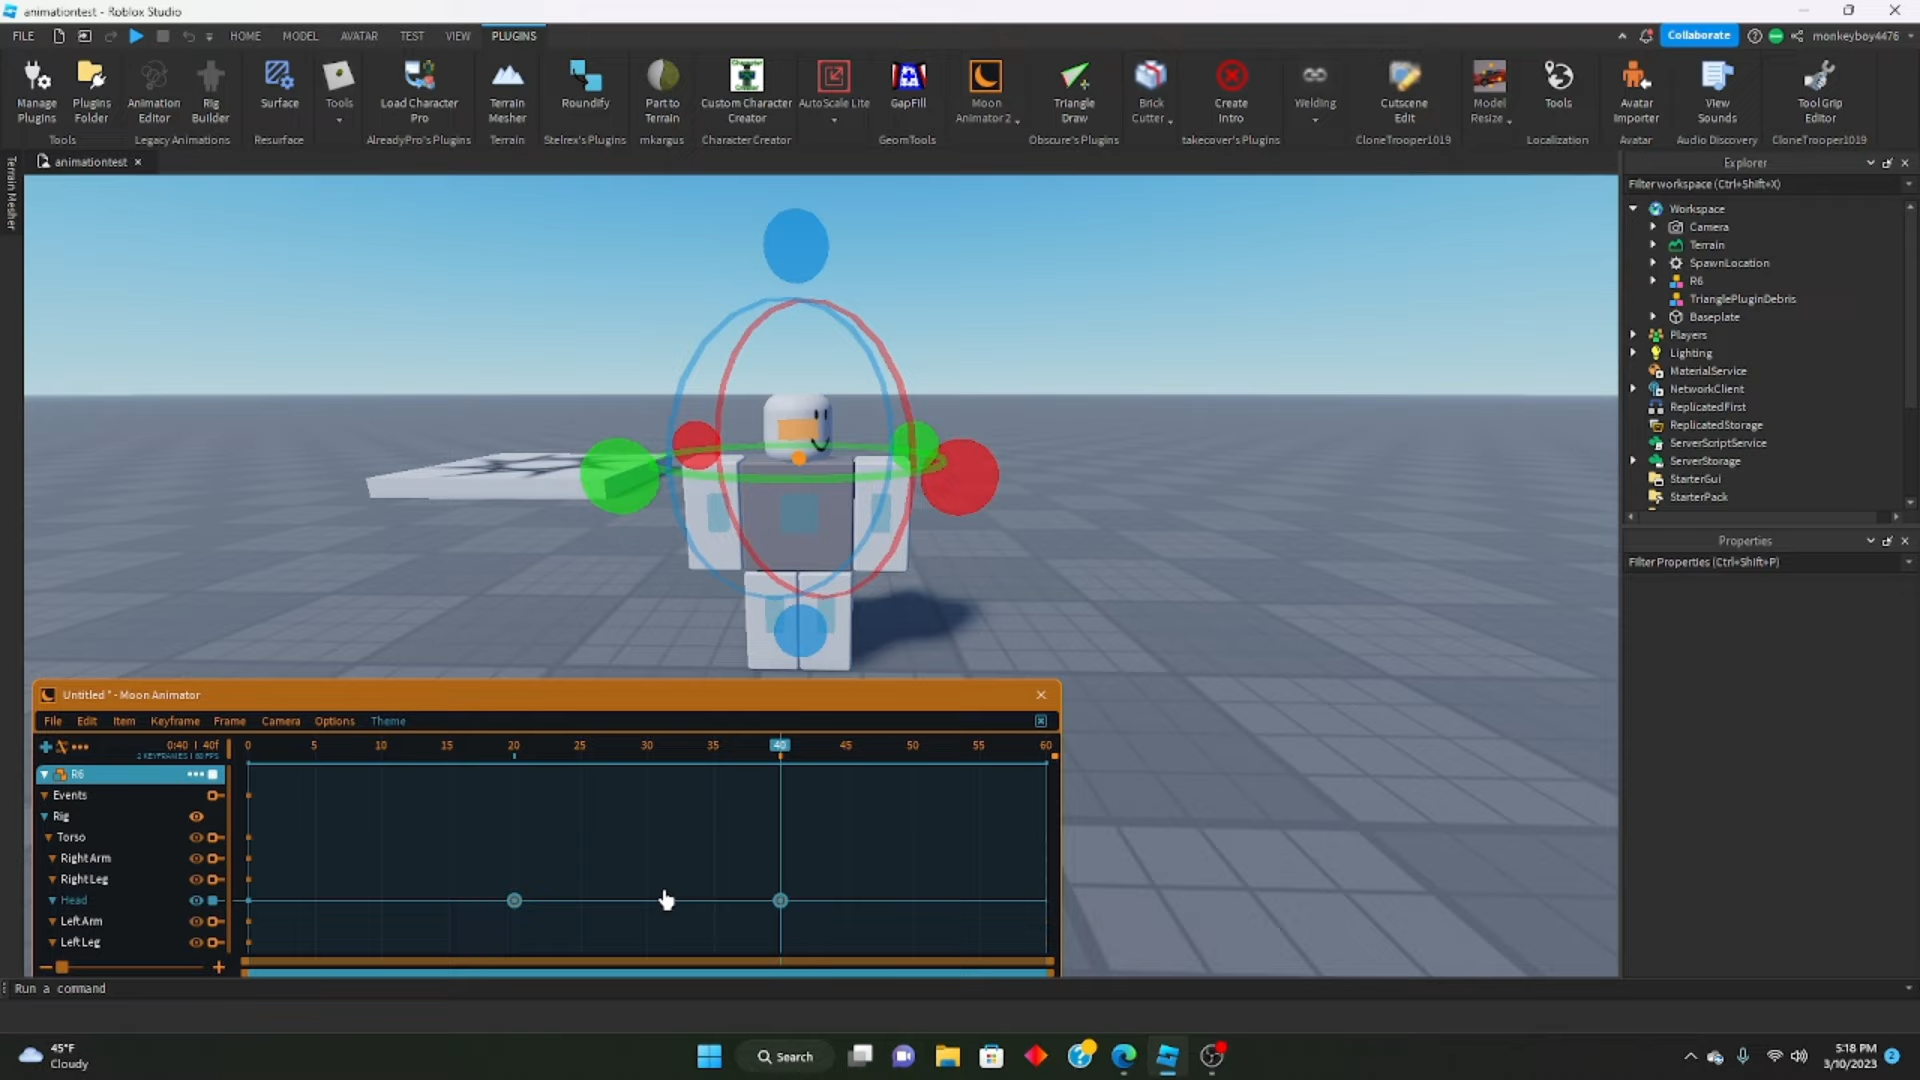 animationtest - Roblox Studio
FILE HOME MODEL AVATAR TEST VIEW PLUGINS Collaborate monkeyboy4476
Manage Plugins
Plugins Folder
Animation Editor
Rig Builder
Surface
Tools
Load Character Pro
Terrain Mesher
Roundify
Part to Terrain
Custom Character Creator
AutoScale Lite
GapFill
Moon Animator 2
Triangle Draw
Brick Cutter
Create Intro
Welding
Cutscene Edit
Model Resize
Tools
Avatar Importer
View Sounds
Tool Grip Editor
Tools Legacy Animations Resurface AlreadyPro's Plugins Terrain Stelrex's Plugins mkargus Character Creator GeomTools Obscure's Plugins takeover's Plugins CloneTrooper1019 Localization Avatar Audio Discovery CloneTrooper1019
Terrain Mesher
animationtest
Explorer
Filter workspace (Ctrl+Shift+X)
Workspace
Camera
Terrain
SpawnLocation
R6
TrianglePluginDebris
Baseplate
Players
Lighting
MaterialService
NetworkClient
ReplicatedFirst
ReplicatedStorage
ServerScriptService
ServerStorage
StarterGui
StarterPack
Properties
Filter Properties (Ctrl+Shift+P)
Untitled * - Moon Animator
File Edit Item Keyframe Frame Camera Options Theme
0:40 | 40f 0 5 10 15 20 25 30 35 40 45 50 55 60
2 KEYFRAMES | 60 FPS
R6
Events
Rig
Torso
Right Arm
Right Leg
Head
Left Arm
Left Leg
Run a command
45°F
Cloudy
Search
5:18 PM
3/10/2023
2